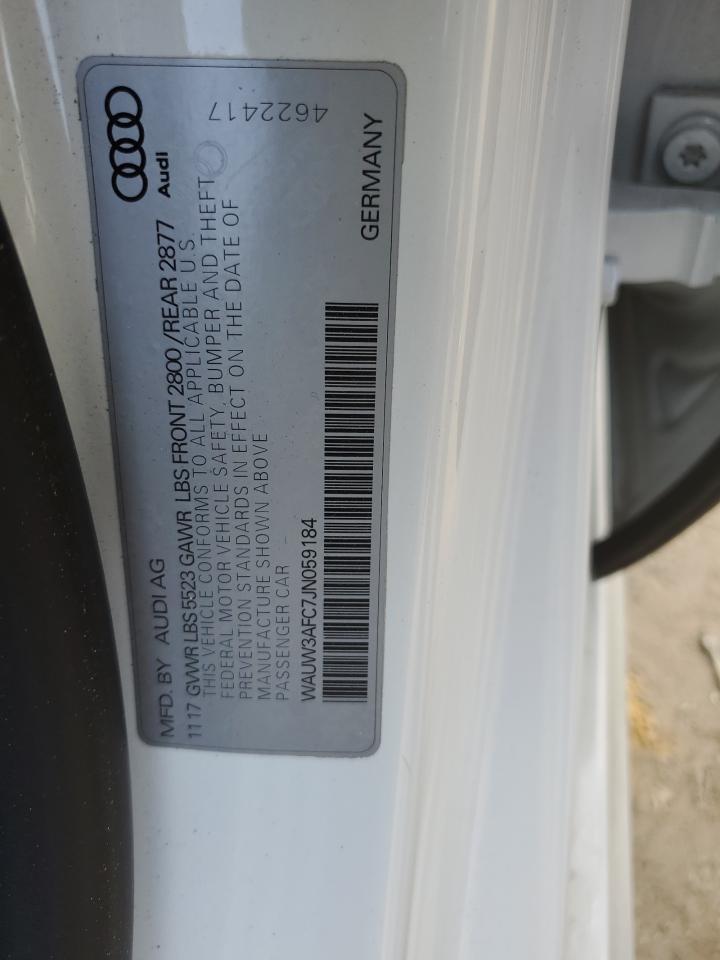 MFD. BY AUDI AG
11 17 GVWR LBS 5523 GAWR LBS FRONT 2800 /REAR 2877
THIS VEHICLE CONFORMS TO ALL APPLICABLE U.S.
FEDERAL MOTOR VEHICLE SAFETY, BUMPER AND THEFT
PREVENTION STANDARDS IN EFFECT ON THE DATE OF
MANUFACTURE SHOWN ABOVE
PASSENGER CAR
WAUW3AFC7JN059184
Audi
4622417
GERMANY